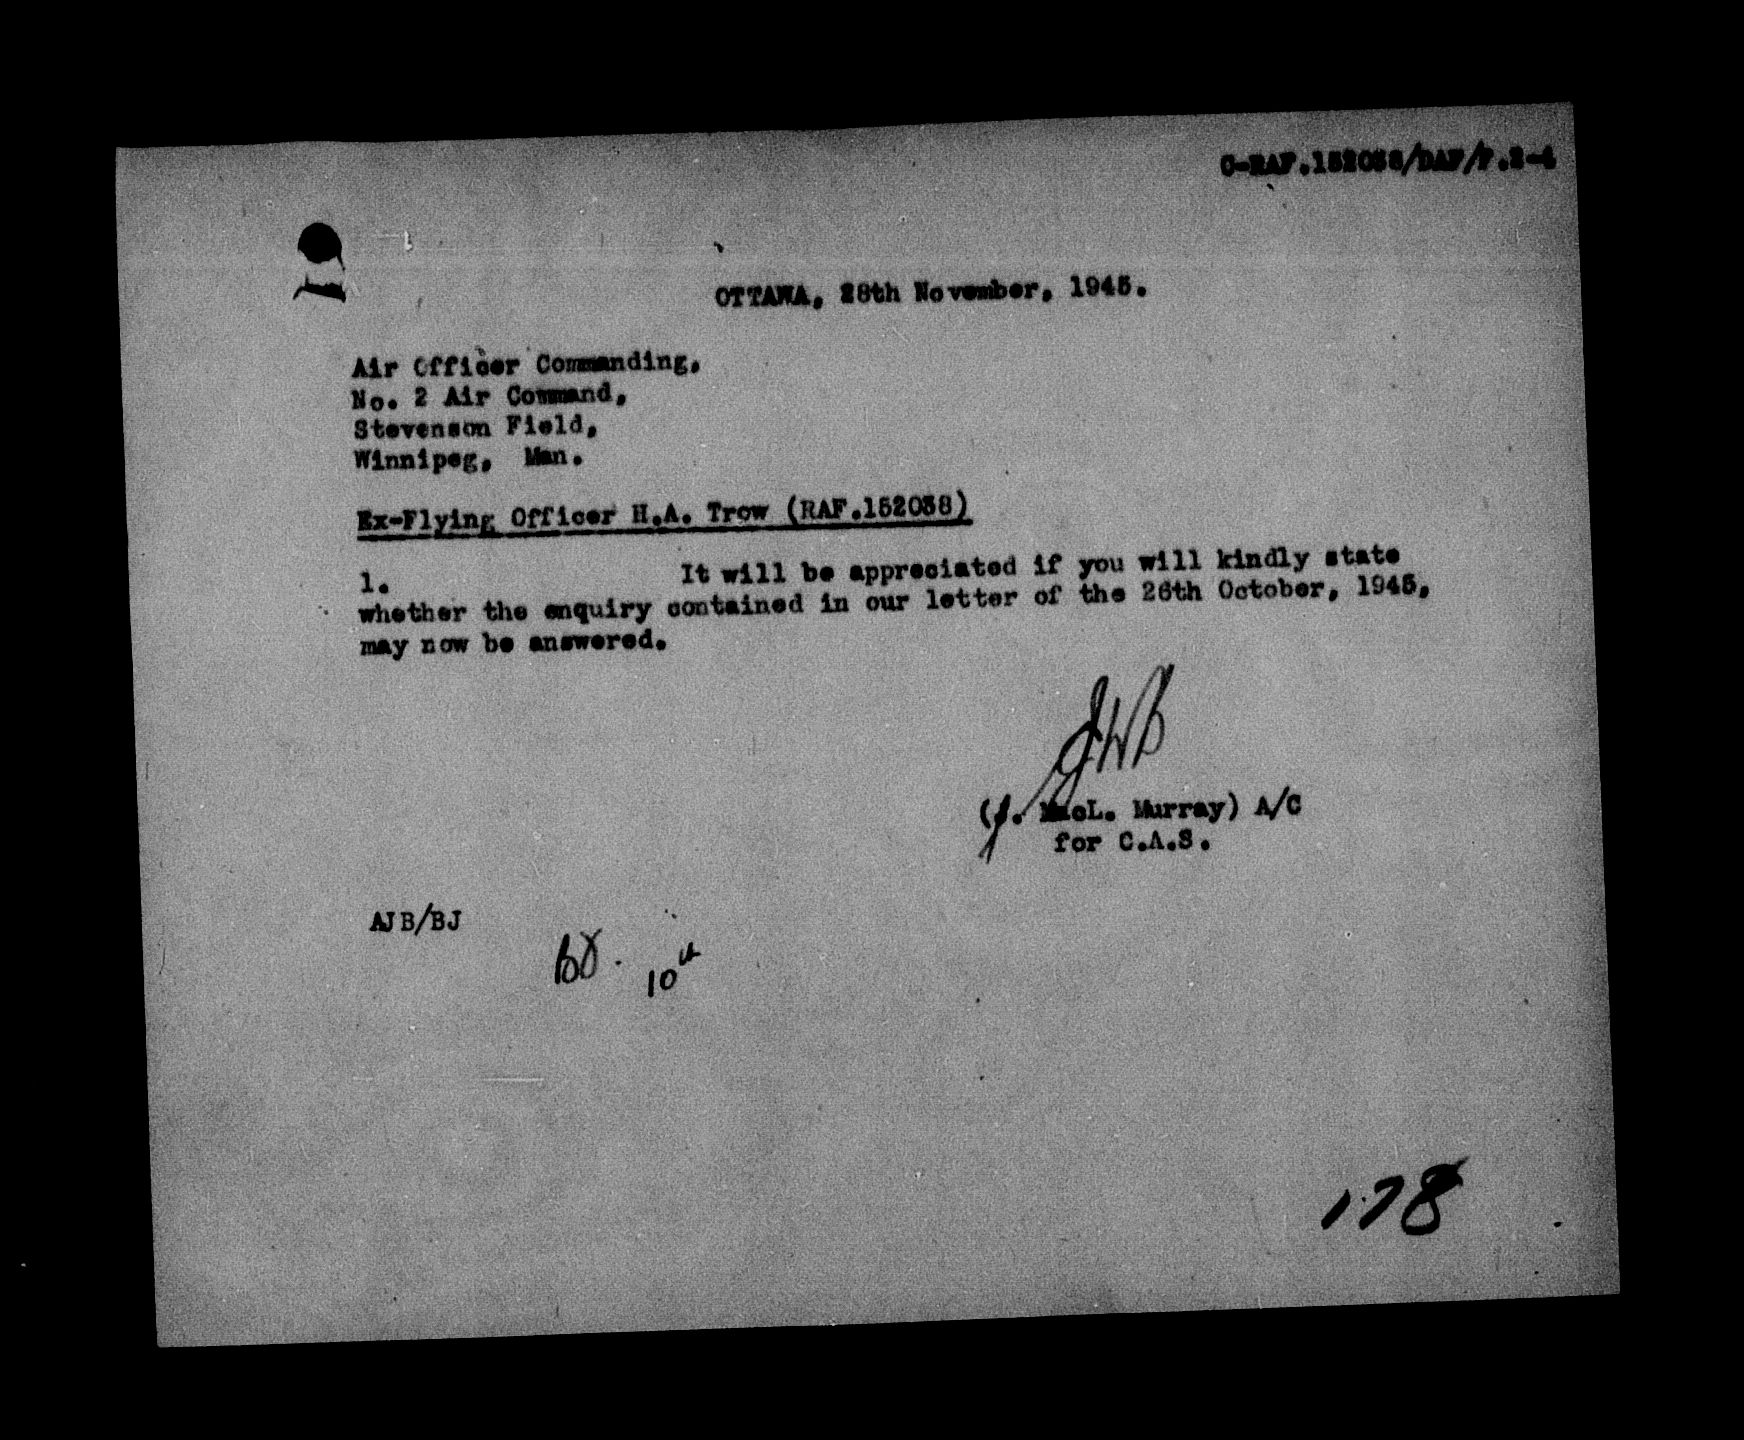 C-RAF.152038/DAF/P.2-4
OTTAWA, 28th November, 1945.
Air Officer Commanding,
No. 2 Air Command,
Stevenson Field,
Winnipeg, Man.
Ex-Flying Officer H.A. Trow (RAF.152038)
1. It will be appreciated if you will kindly state
whether the enquiry contained in our letter of the 26th October, 1945,
may now be answered.
(J. MacL. Murray) A/C
for C.A.S.
AJB/BJ
10th
178